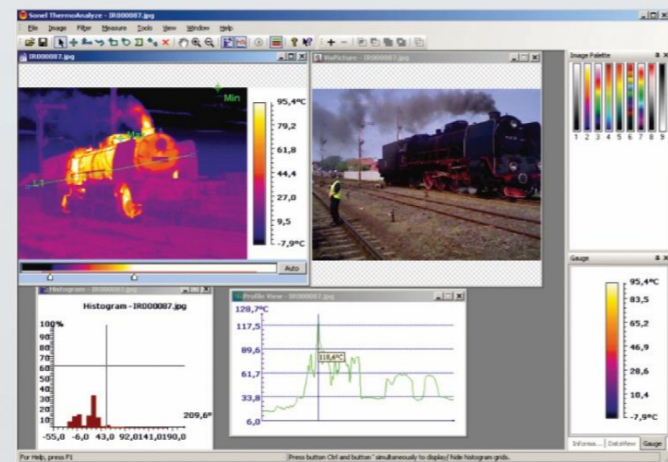 Sonel ThermoAnalyze - IR000087.jpg
File Image Filter Measure Tools View Window Help
IR000087.jpg
VisPicture - IR000087.jpg
Image Palette
Min
Max
L1
95,4°C
79,2
61,8
44,4
27,0
9,5
-7,9°C
Auto
1 2 3 4 5 6 7 8 9
Gauge
95,4°C
83,5
65,2
46,9
28,6
10,4
-7,9°C
Histogram - IR000087.jpg
Histogram - IR000087.jpg
100%
90
80
70
60
50
40
30
20
10
209,6°
-55,0 -6,0 43,0 92,0141,0190,0
Profile View - IR000087.jpg
128,7°C
117,5
89,6
61,7
33,8
6,0
118,6°C
Informa... DataView Gauge
For Help, press F1
Press button Ctrl and button ' simultaneously to display/ hide histogram grids.